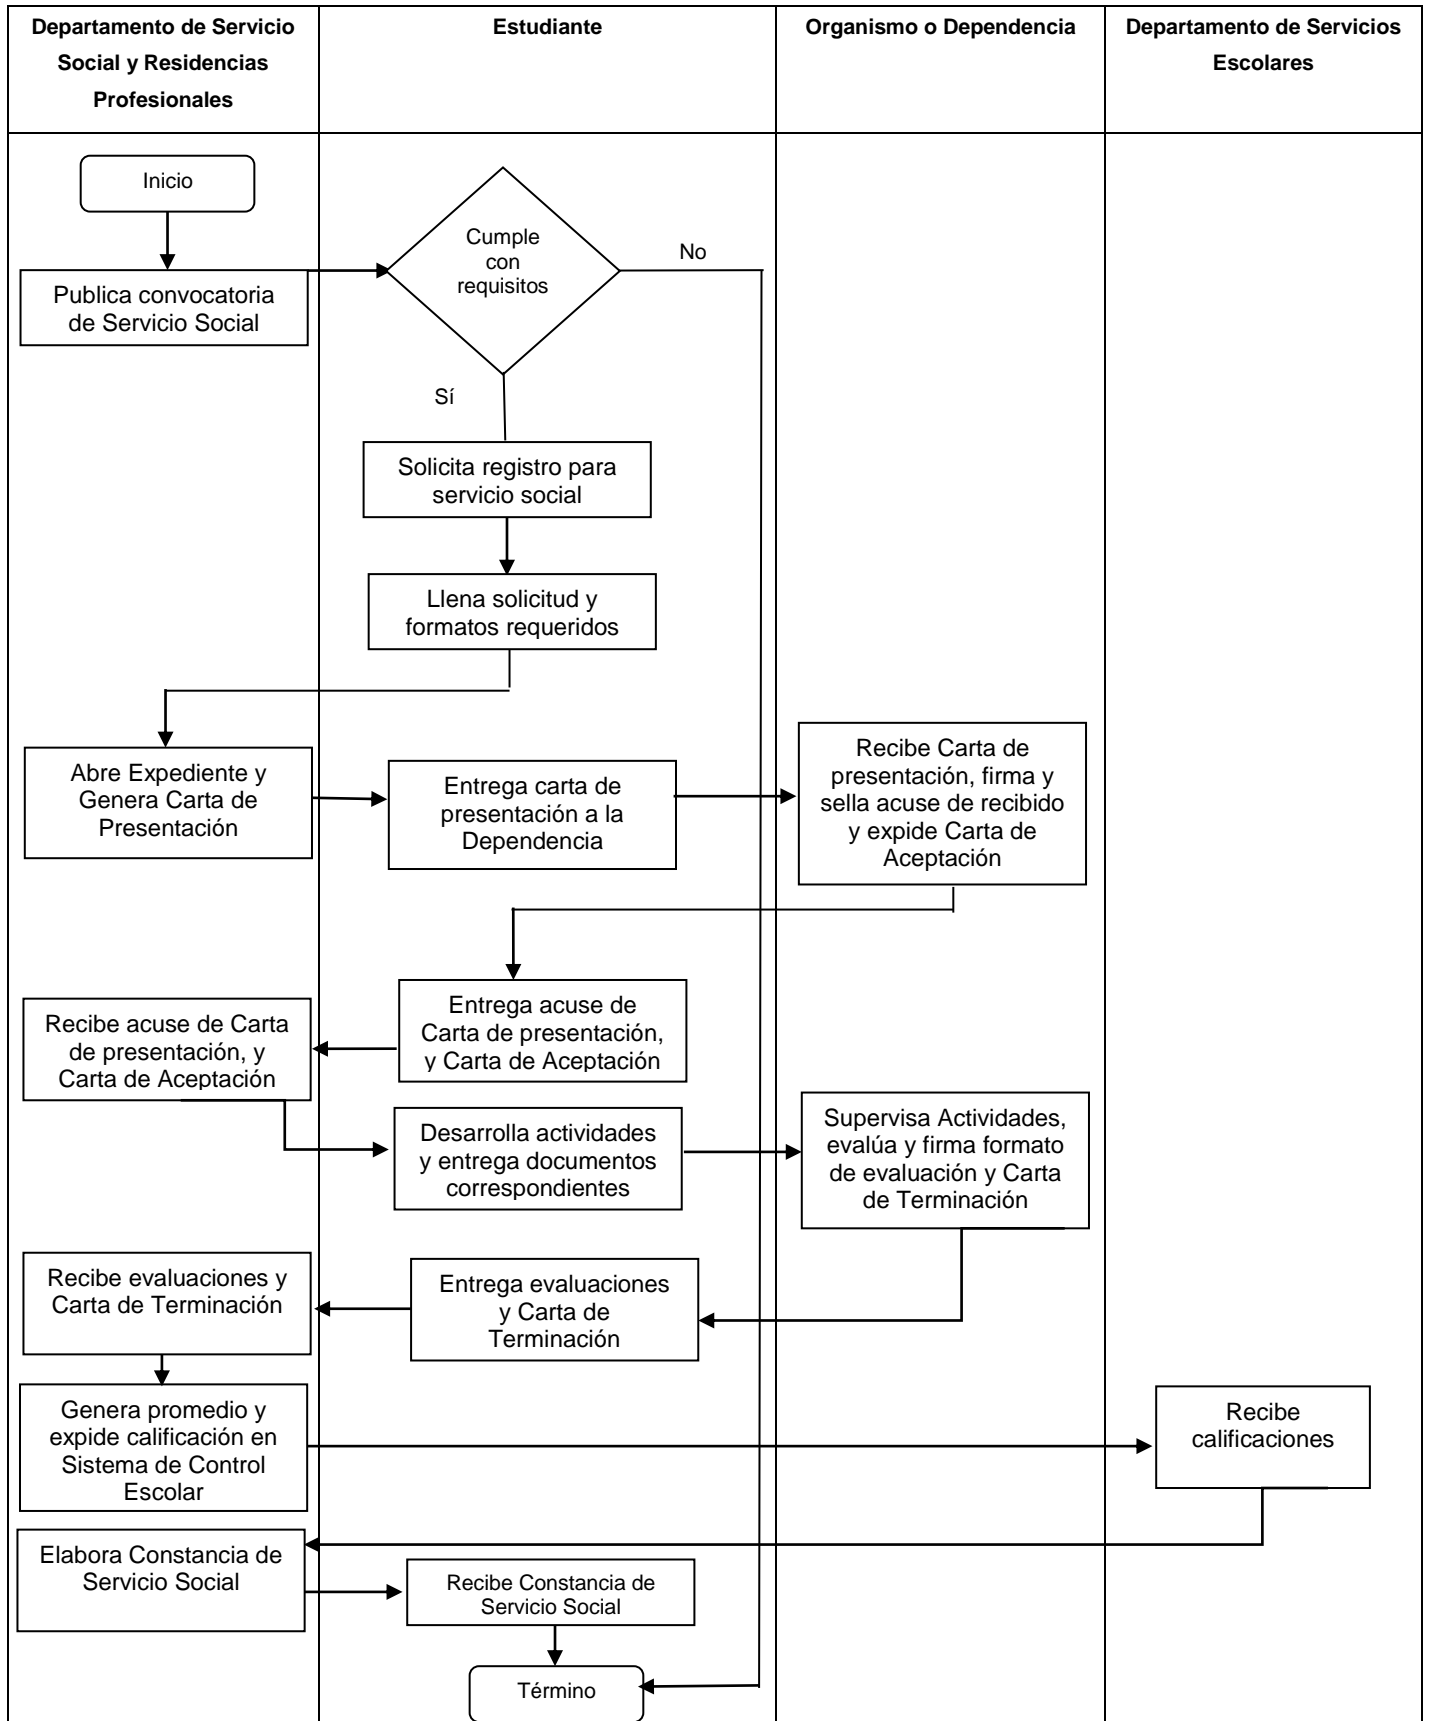 Departamento de Servicio
Social y Residencias
Profesionales
Estudiante
Organismo o Dependencia
Departamento de Servicios
Escolares
Inicio
Publica convocatoria
de Servicio Social
Cumple
con
requisitos
No
Sí
Solicita registro para
servicio social
Llena solicitud y
formatos requeridos
Abre Expediente y
Genera Carta de
Presentación
Entrega carta de
presentación a la
Dependencia
Recibe Carta de
presentación, firma y
sella acuse de recibido
y expide Carta de
Aceptación
Entrega acuse de
Carta de presentación,
y Carta de Aceptación
Recibe acuse de Carta
de presentación, y
Carta de Aceptación
Desarrolla actividades
y entrega documentos
correspondientes
Supervisa Actividades,
evalúa y firma formato
de evaluación y Carta
de Terminación
Entrega evaluaciones
y Carta de
Terminación
Recibe evaluaciones y
Carta de Terminación
Genera promedio y
expide calificación en
Sistema de Control
Escolar
Recibe
calificaciones
Elabora Constancia de
Servicio Social
Recibe Constancia de
Servicio Social
Término